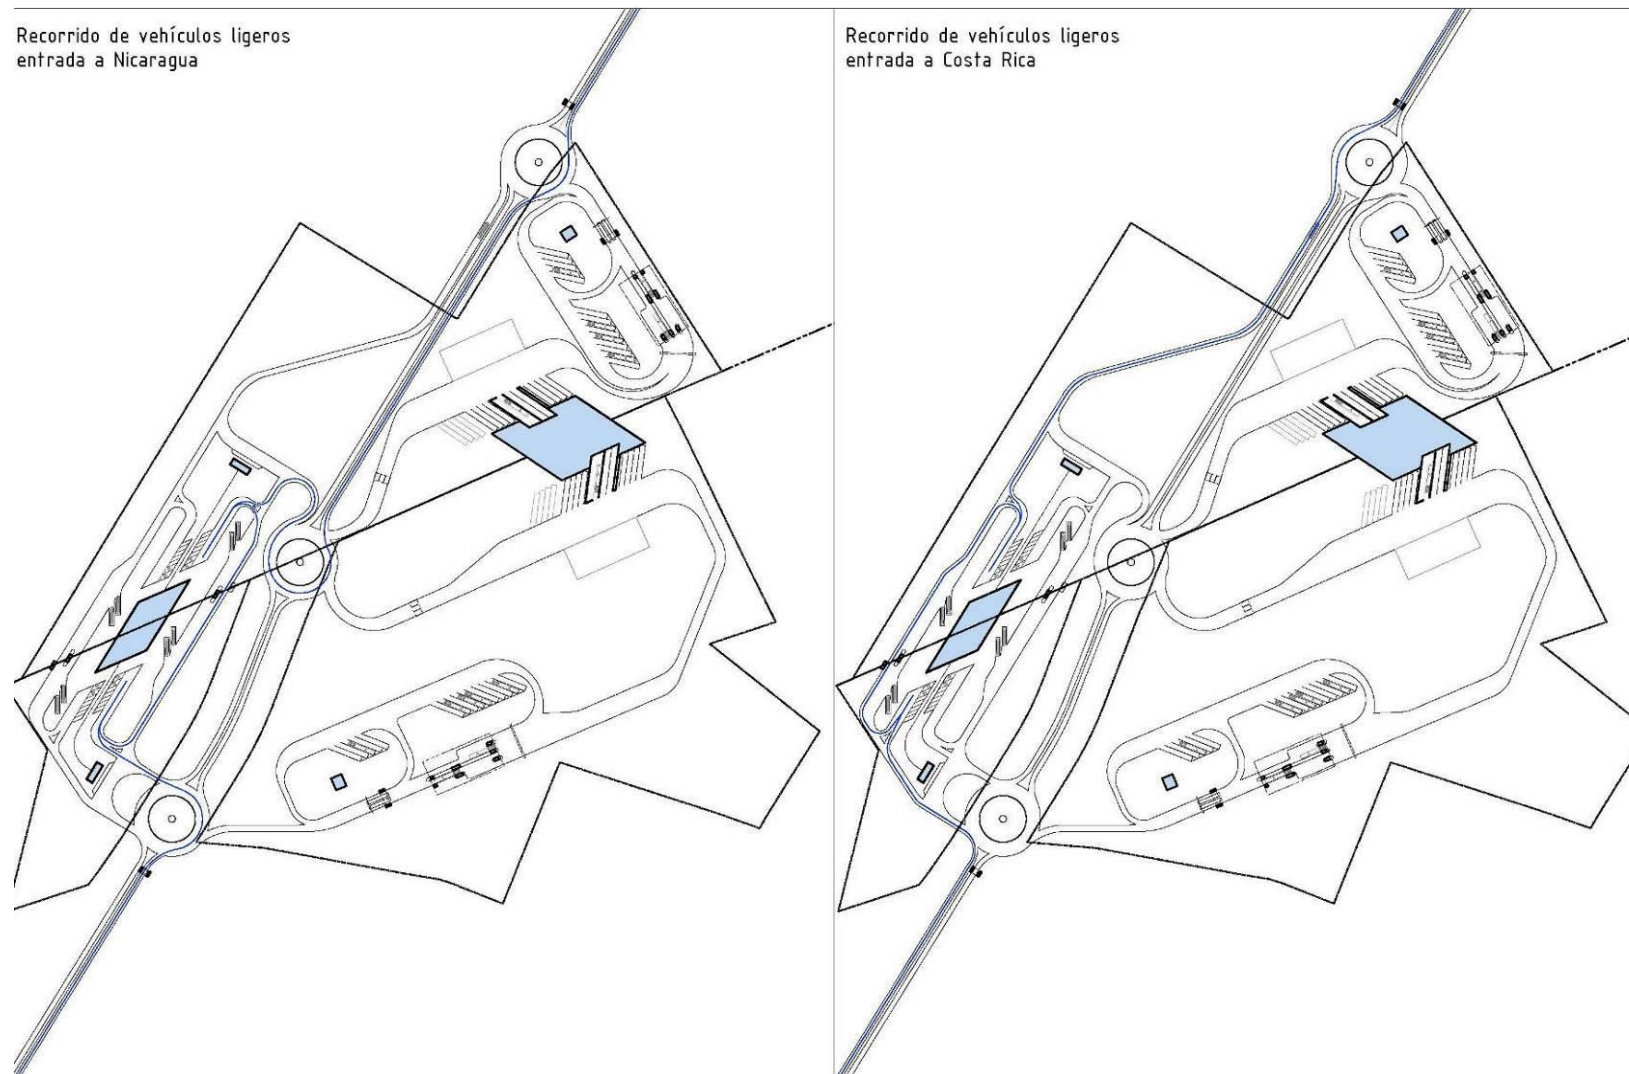 Recorrido de vehículos ligeros
entrada a Nicaragua
Recorrido de vehículos ligeros
entrada a Costa Rica